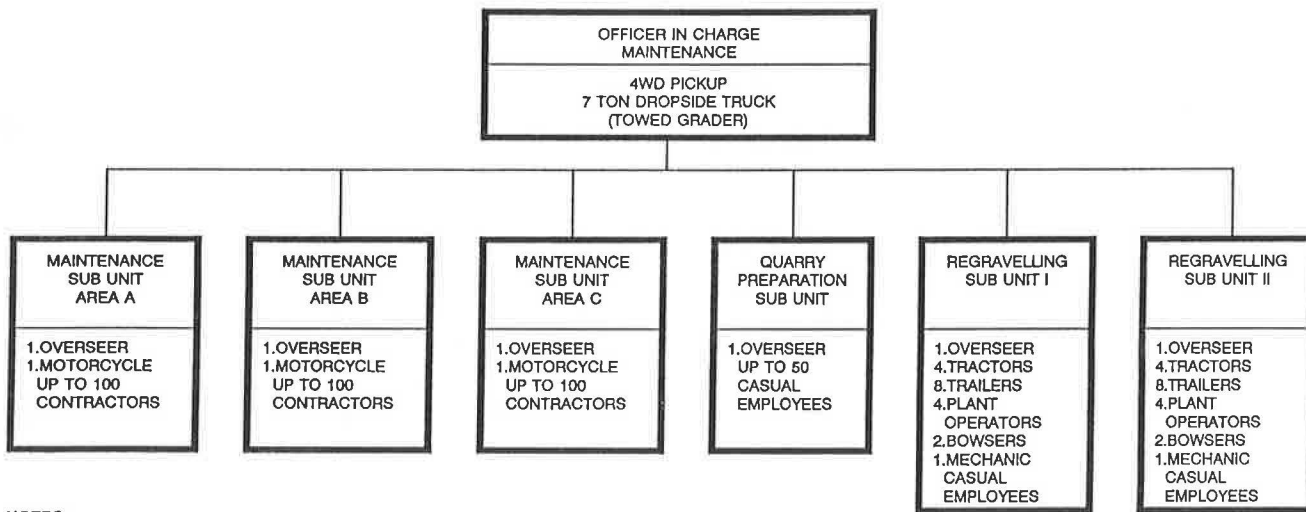 OFFICER IN CHARGE
MAINTENANCE
4WD PICKUP
7 TON DROPSIDE TRUCK
(TOWED GRADER)
MAINTENANCE
SUB UNIT
AREA A
1.OVERSEER
1.MOTORCYCLE
UP TO 100
CONTRACTORS
MAINTENANCE
SUB UNIT
AREA B
1.OVERSEER
1.MOTORCYCLE
UP TO 100
CONTRACTORS
MAINTENANCE
SUB UNIT
AREA C
1.OVERSEER
1.MOTORCYCLE
UP TO 100
CONTRACTORS
QUARRY
PREPARATION
SUB UNIT
1.OVERSEER
UP TO 50
CASUAL
EMPLOYEES
REGRAVELLING
SUB UNIT I
1.OVERSEER
4.TRACTORS
8.TRAILERS
4.PLANT
OPERATORS
2.BOWSERS
1.MECHANIC
CASUAL
EMPLOYEES
REGRAVELLING
SUB UNIT II
1.OVERSEER
4.TRACTORS
8.TRAILERS
4.PLANT
OPERATORS
2.BOWSERS
1.MECHANIC
CASUAL
EMPLOYEES